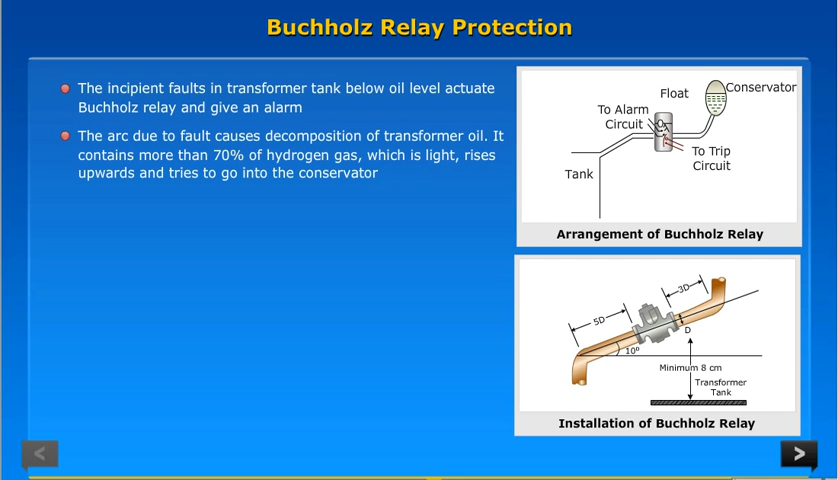 Buchholz Relay Protection
The incipient faults in transformer tank below oil level actuate
Buchholz relay and give an alarm
The arc due to fault causes decomposition of transformer oil. It
contains more than 70% of hydrogen gas, which is light, rises
upwards and tries to go into the conservator
Conservator
Float
To Alarm
Circuit
To Trip
Circuit
Tank
Arrangement of Buchholz Relay
3D
5D
D
10º
Minimum 8 cm
Transformer
Tank
Installation of Buchholz Relay
<
>